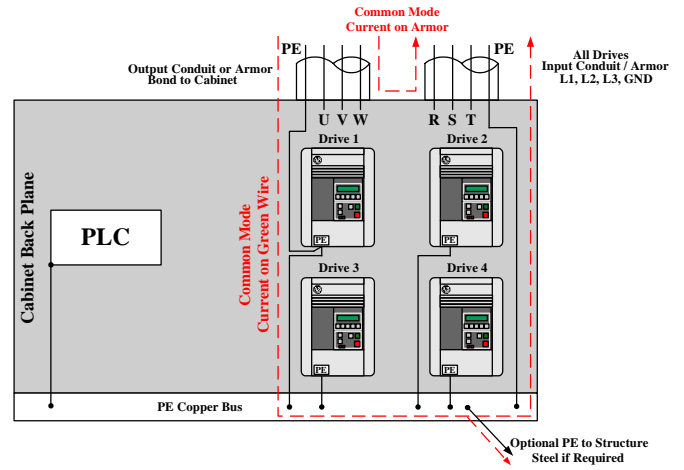 Common Mode
Current on Armor
PE
PE
Output Conduit or Armor
Bond to Cabinet
All Drives
Input Conduit / Armor
L1, L2, L3, GND
U V W
R S T
Drive 1
Drive 2
Cabinet Back Plane
PLC
Common Mode
Current on Green Wire
PE
PE
Drive 3
Drive 4
PE
PE
PE Copper Bus
Optional PE to Structure
Steel if Required